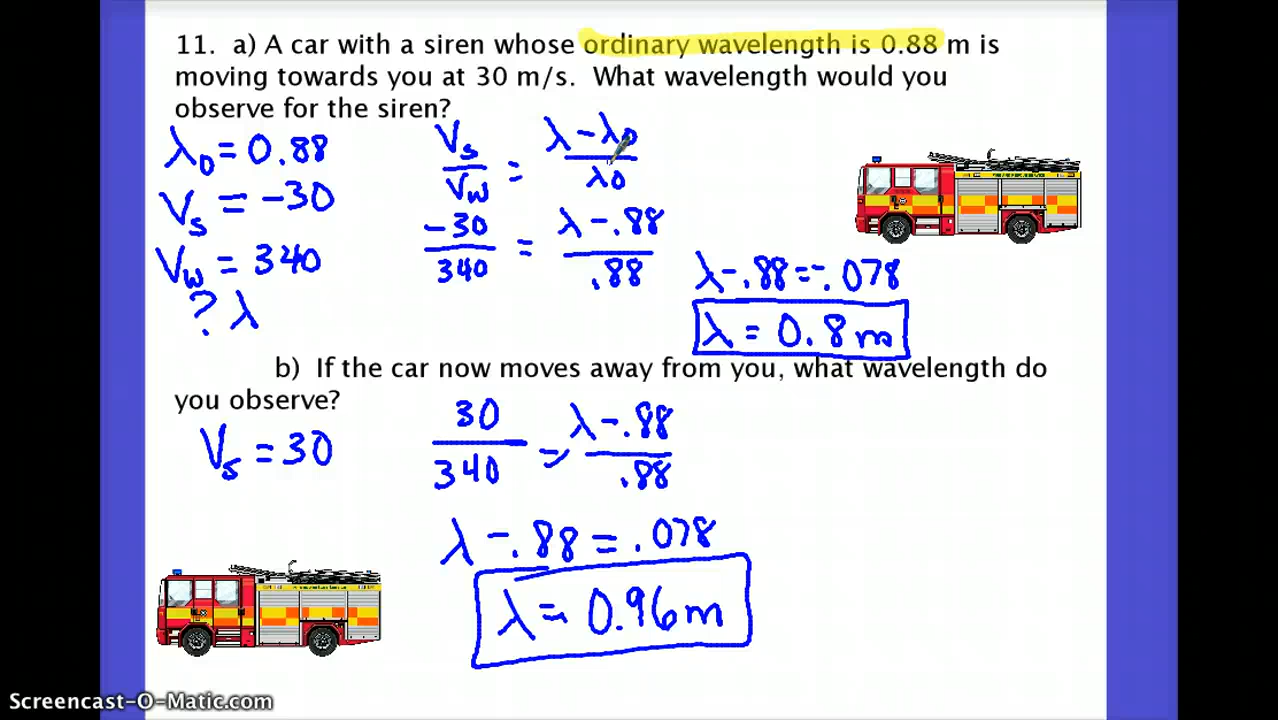 11. a) A car with a siren whose ordinary wavelength is 0.88 m is
moving towards you at 30 m/s. What wavelength would you
observe for the siren?
λ₀ = 0.88
Vs = -30
Vw = 340
? λ
Vs/Vw = (λ - λ₀)/λ₀
-30/340 = (λ - .88)/.88
λ - .88 = -.078
λ = 0.8 m
b) If the car now moves away from you, what wavelength do
you observe?
Vs = 30
30/340 = (λ - .88)/.88
λ - .88 = .078
λ = 0.96 m
Screencast-O-Matic.com